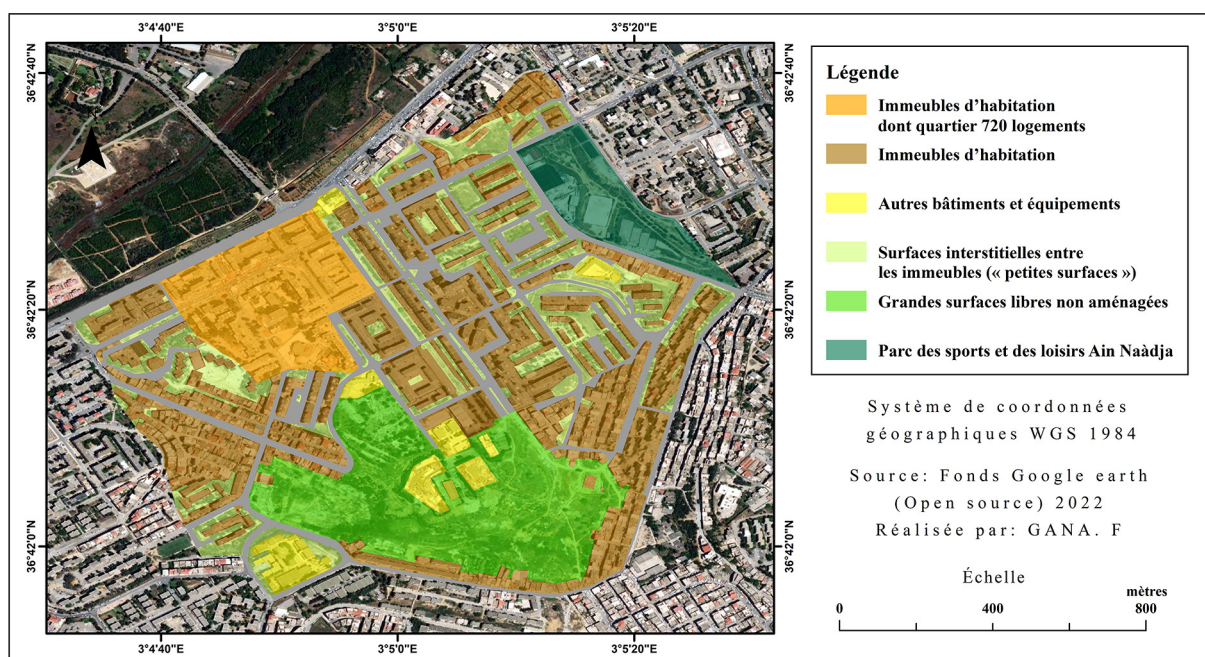 3°4'40"E
3°5'0"E
3°5'20"E
36°42'40"N
36°42'40"N
36°42'20"N
36°42'20"N
36°42'0"N
36°42'0"N
3°4'40"E
3°5'0"E
3°5'20"E
Légende
Immeubles d'habitation
dont quartier 720 logements
Immeubles d'habitation
Autres bâtiments et équipements
Surfaces interstitielles entre
les immeubles (« petites surfaces »)
Grandes surfaces libres non aménagées
Parc des sports et des loisirs Ain Naàdja
Système de coordonnées
géographiques WGS 1984
Source: Fonds Google earth
(Open source) 2022
Réalisée par: GANA. F
Échelle
mètres
0 400 800